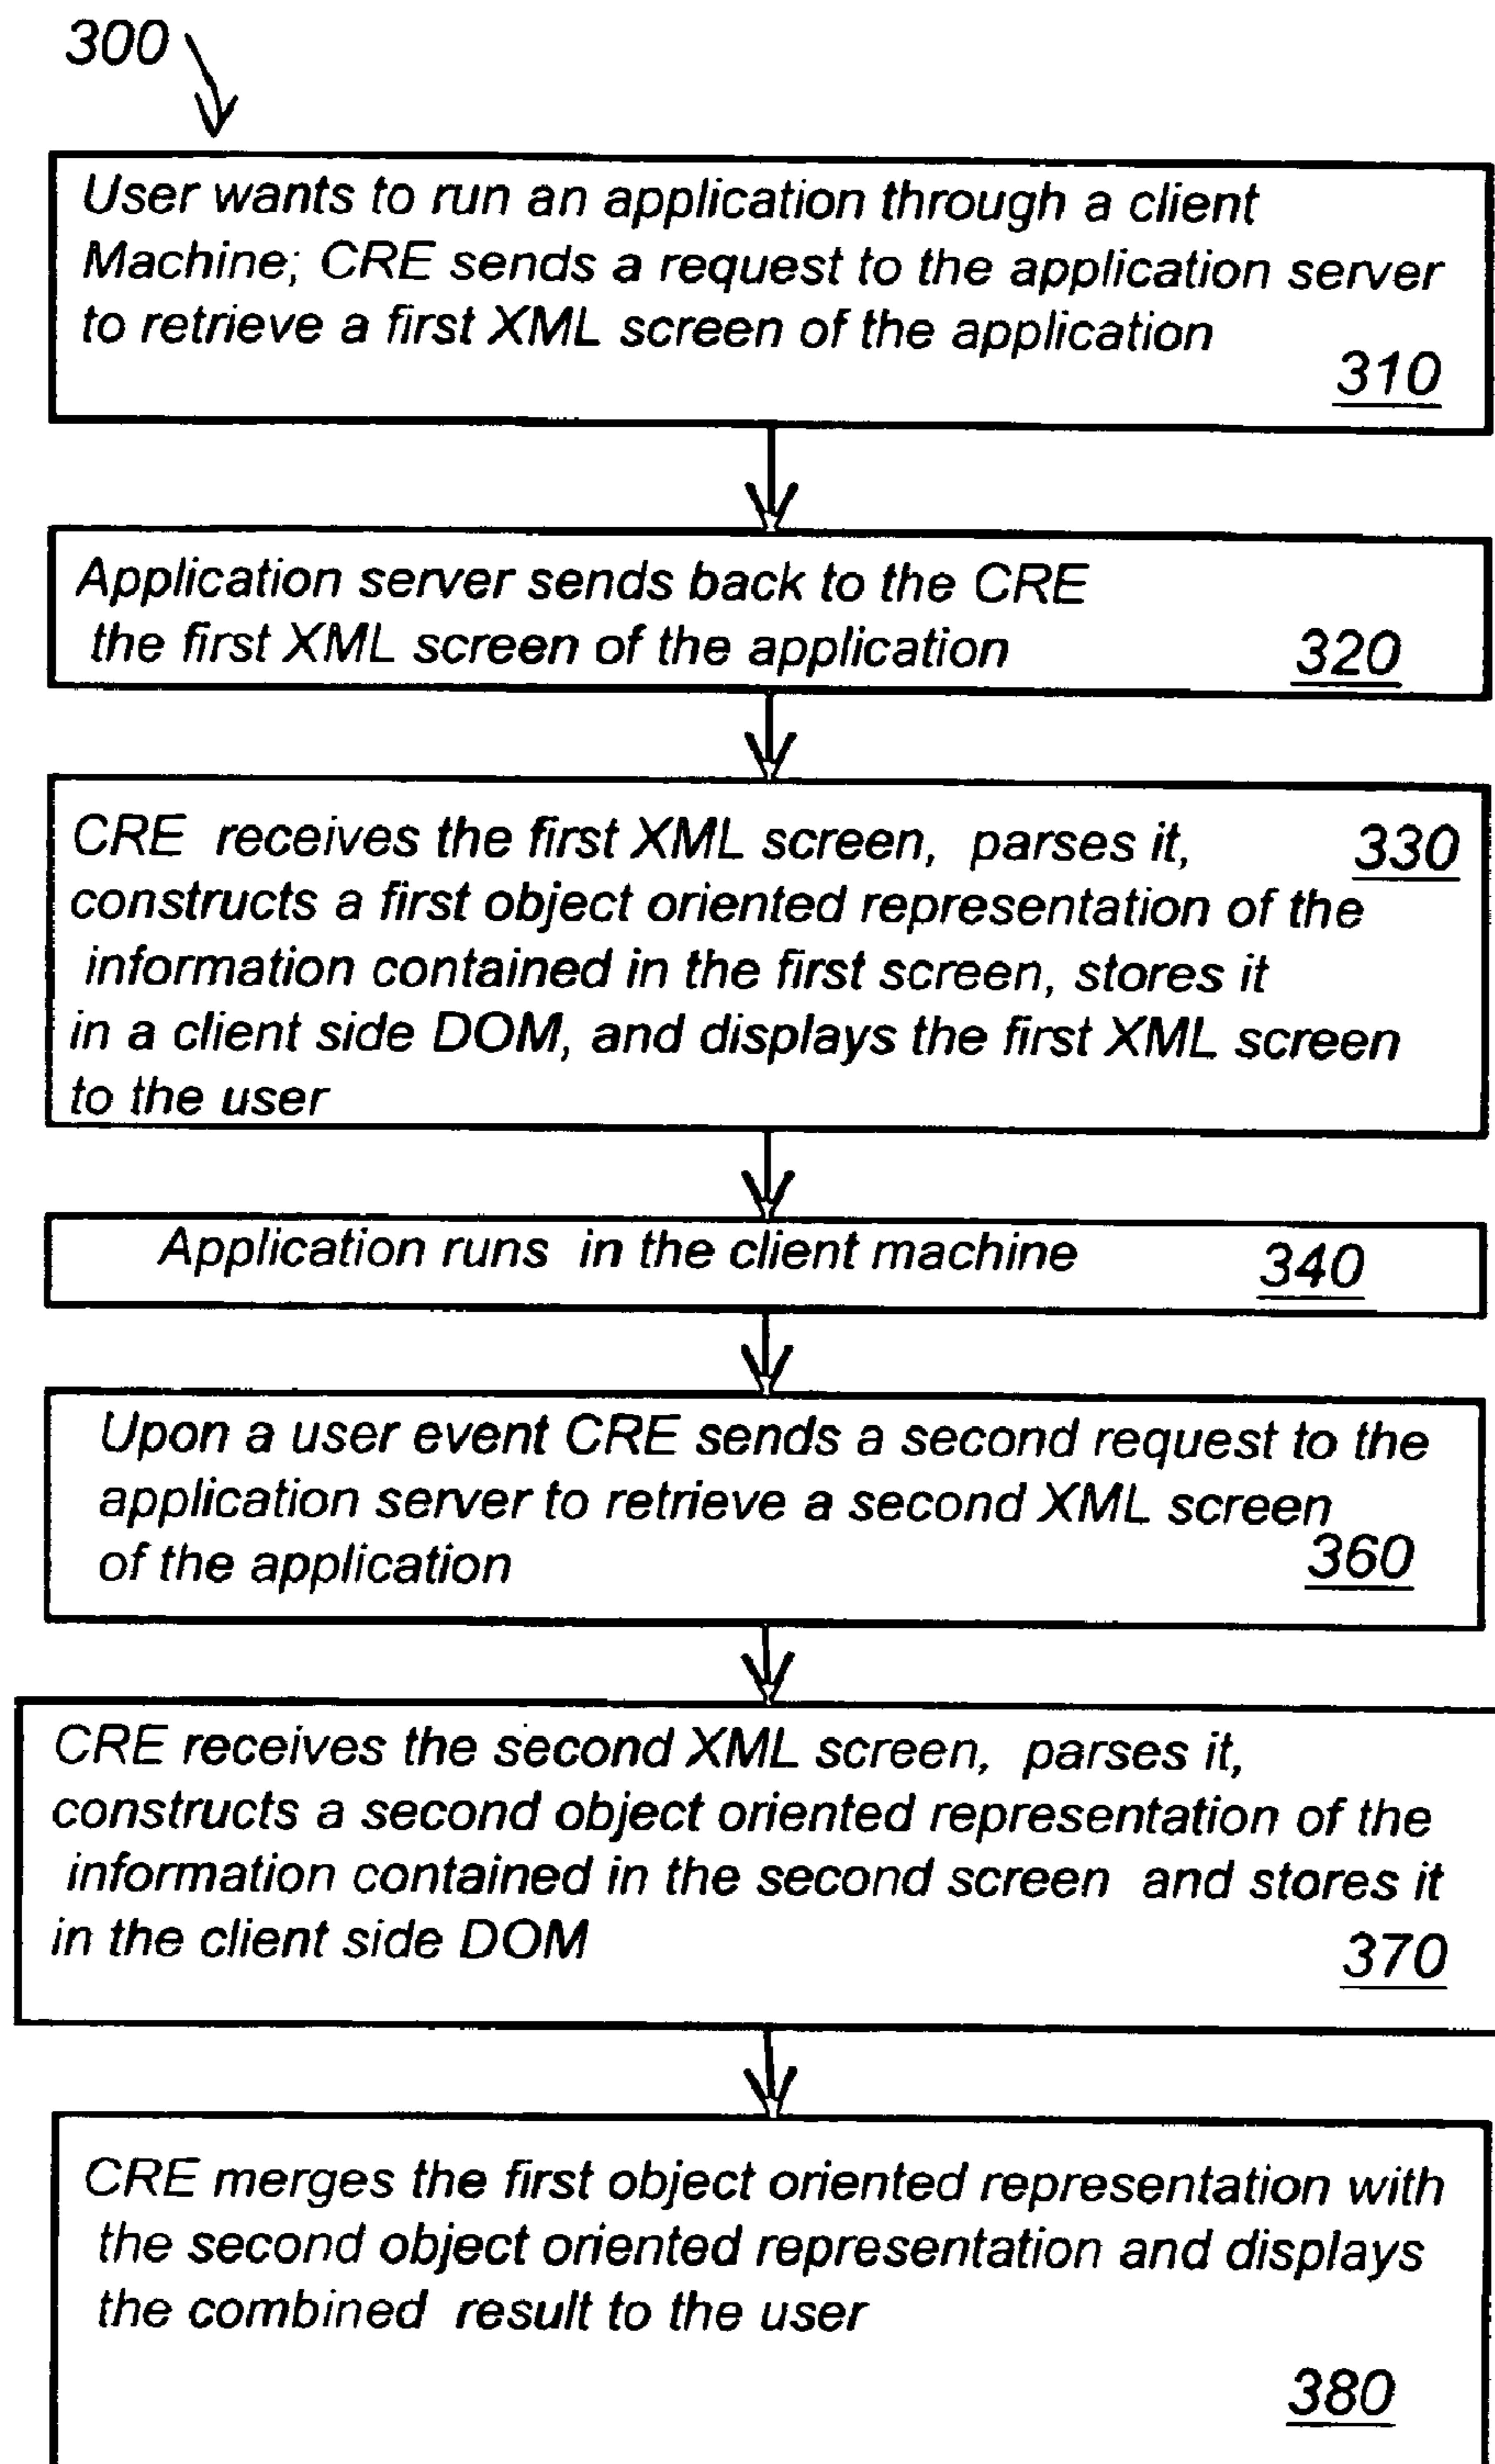 300
User wants to run an application through a client
Machine; CRE sends a request to the application server
to retrieve a first XML screen of the application
310
Application server sends back to the CRE
the first XML screen of the application
320
CRE receives the first XML screen, parses it,
330
constructs a first object oriented representation of the
information contained in the first screen, stores it
in a client side DOM, and displays the first XML screen
to the user
Application runs in the client machine
340
Upon a user event CRE sends a second request to the
application server to retrieve a second XML screen
of the application
360
CRE receives the second XML screen, parses it,
constructs a second object oriented representation of the
information contained in the second screen and stores it
in the client side DOM
370
CRE merges the first object oriented representation with
the second object oriented representation and displays
the combined result to the user
380